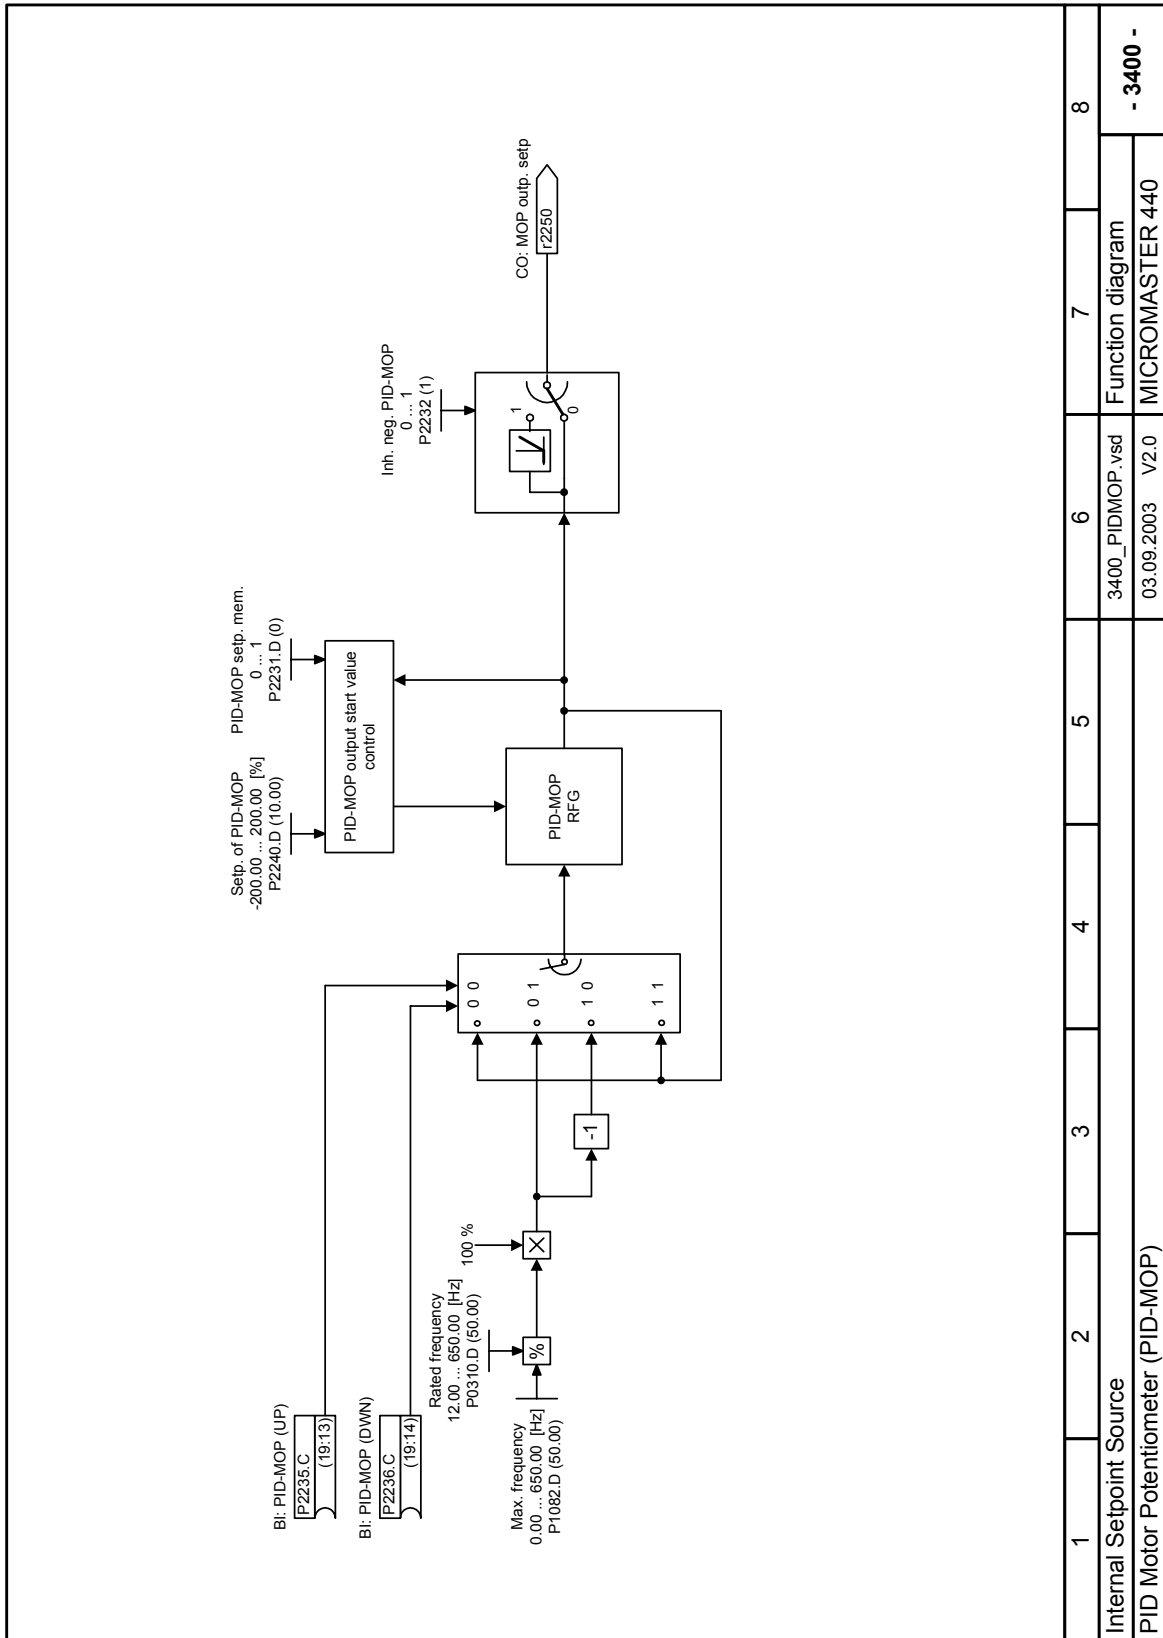 BI: PID-MOP (UP)
P2235.C
(19:13)
BI: PID-MOP (DWN)
P2236.C
(19:14)
Max. frequency
0.00 ... 650.00 [Hz]
P1082.D (50.00)
Rated frequency
12.00 ... 650.00 [Hz]
P0310.D (50.00)
%
100 %
X
-1
0 0
0 1
1 0
1 1
Setp. of PID-MOP
-200.00 ... 200.00 [%]
P2240.D (10.00)
PID-MOP setp. mem.
0 ... 1
P2231.D (0)
PID-MOP output start value
control
PID-MOP
RFG
Inh. neg. PID-MOP
0 ... 1
P2232 (1)
1
0
CO: MOP outp. setp
r2250
1 2 3 4 5 6 7 8
Internal Setpoint Source
3400_PIDMOP.vsd
Function diagram
- 3400 -
PID Motor Potentiometer (PID-MOP)
03.09.2003 V2.0
MICROMASTER 440